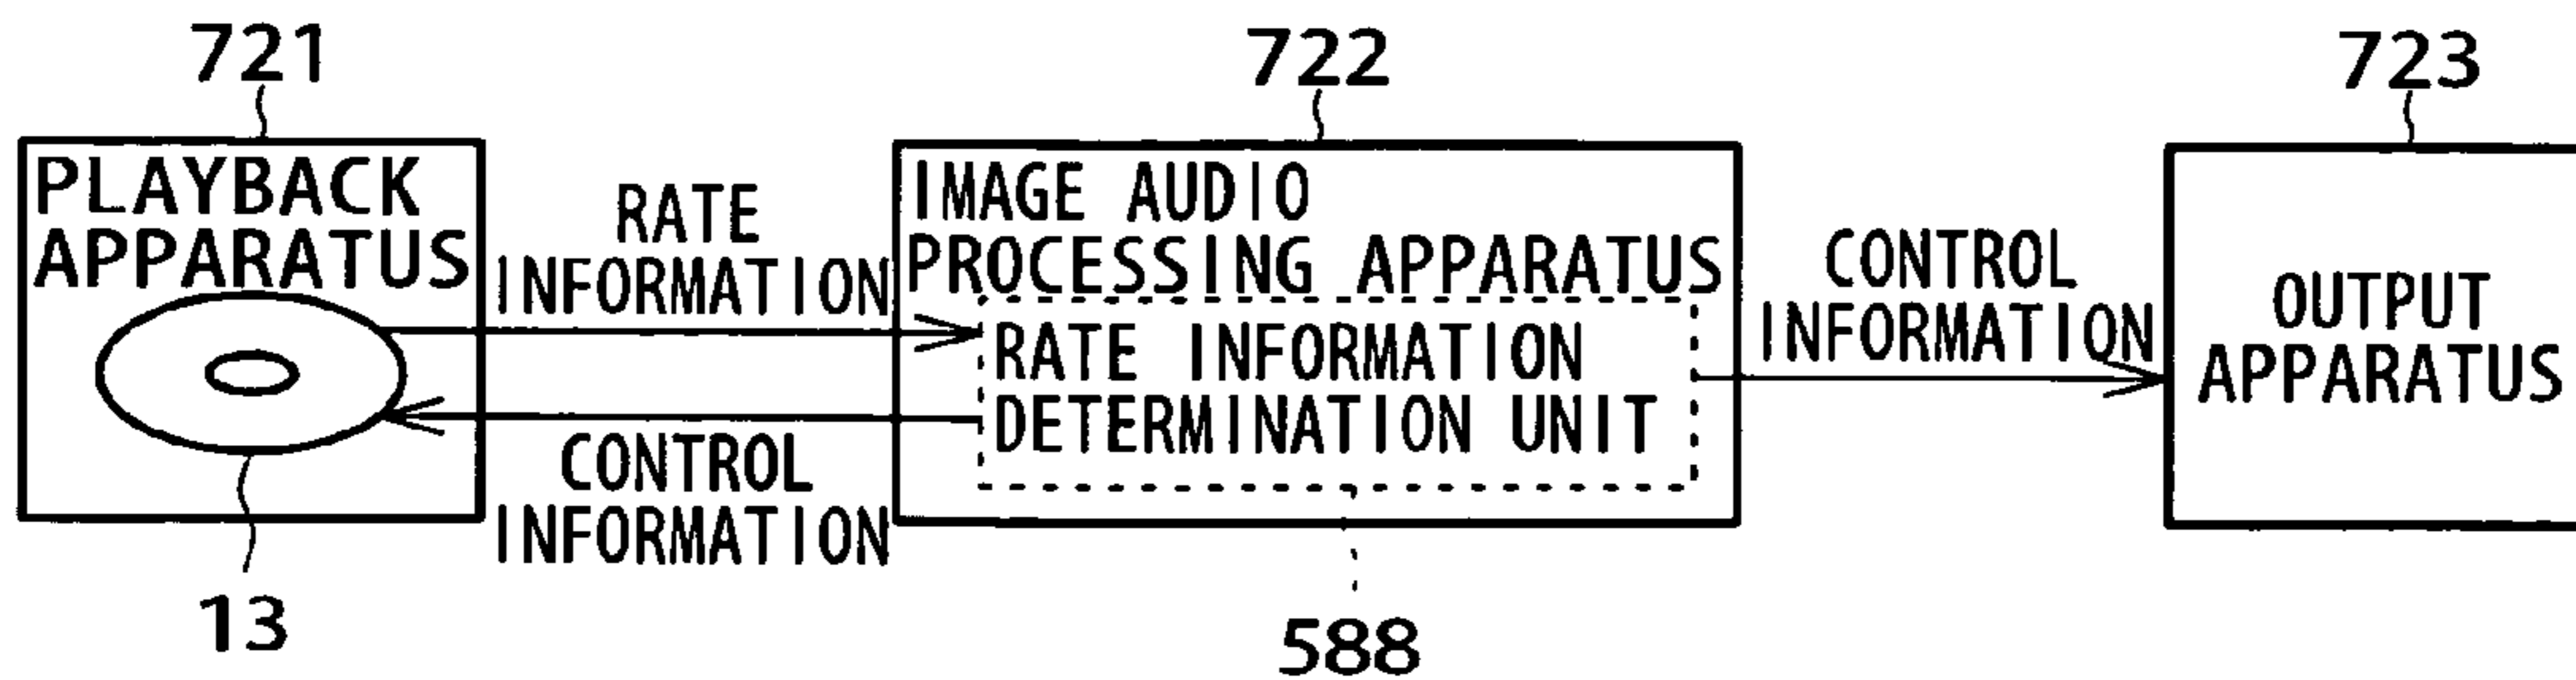 721
722
723
PLAYBACK
APPARATUS
RATE
INFORMATION
CONTROL
INFORMATION
13
IMAGE AUDIO
PROCESSING APPARATUS
RATE INFORMATION
DETERMINATION UNIT
588
CONTROL
INFORMATION
OUTPUT
APPARATUS